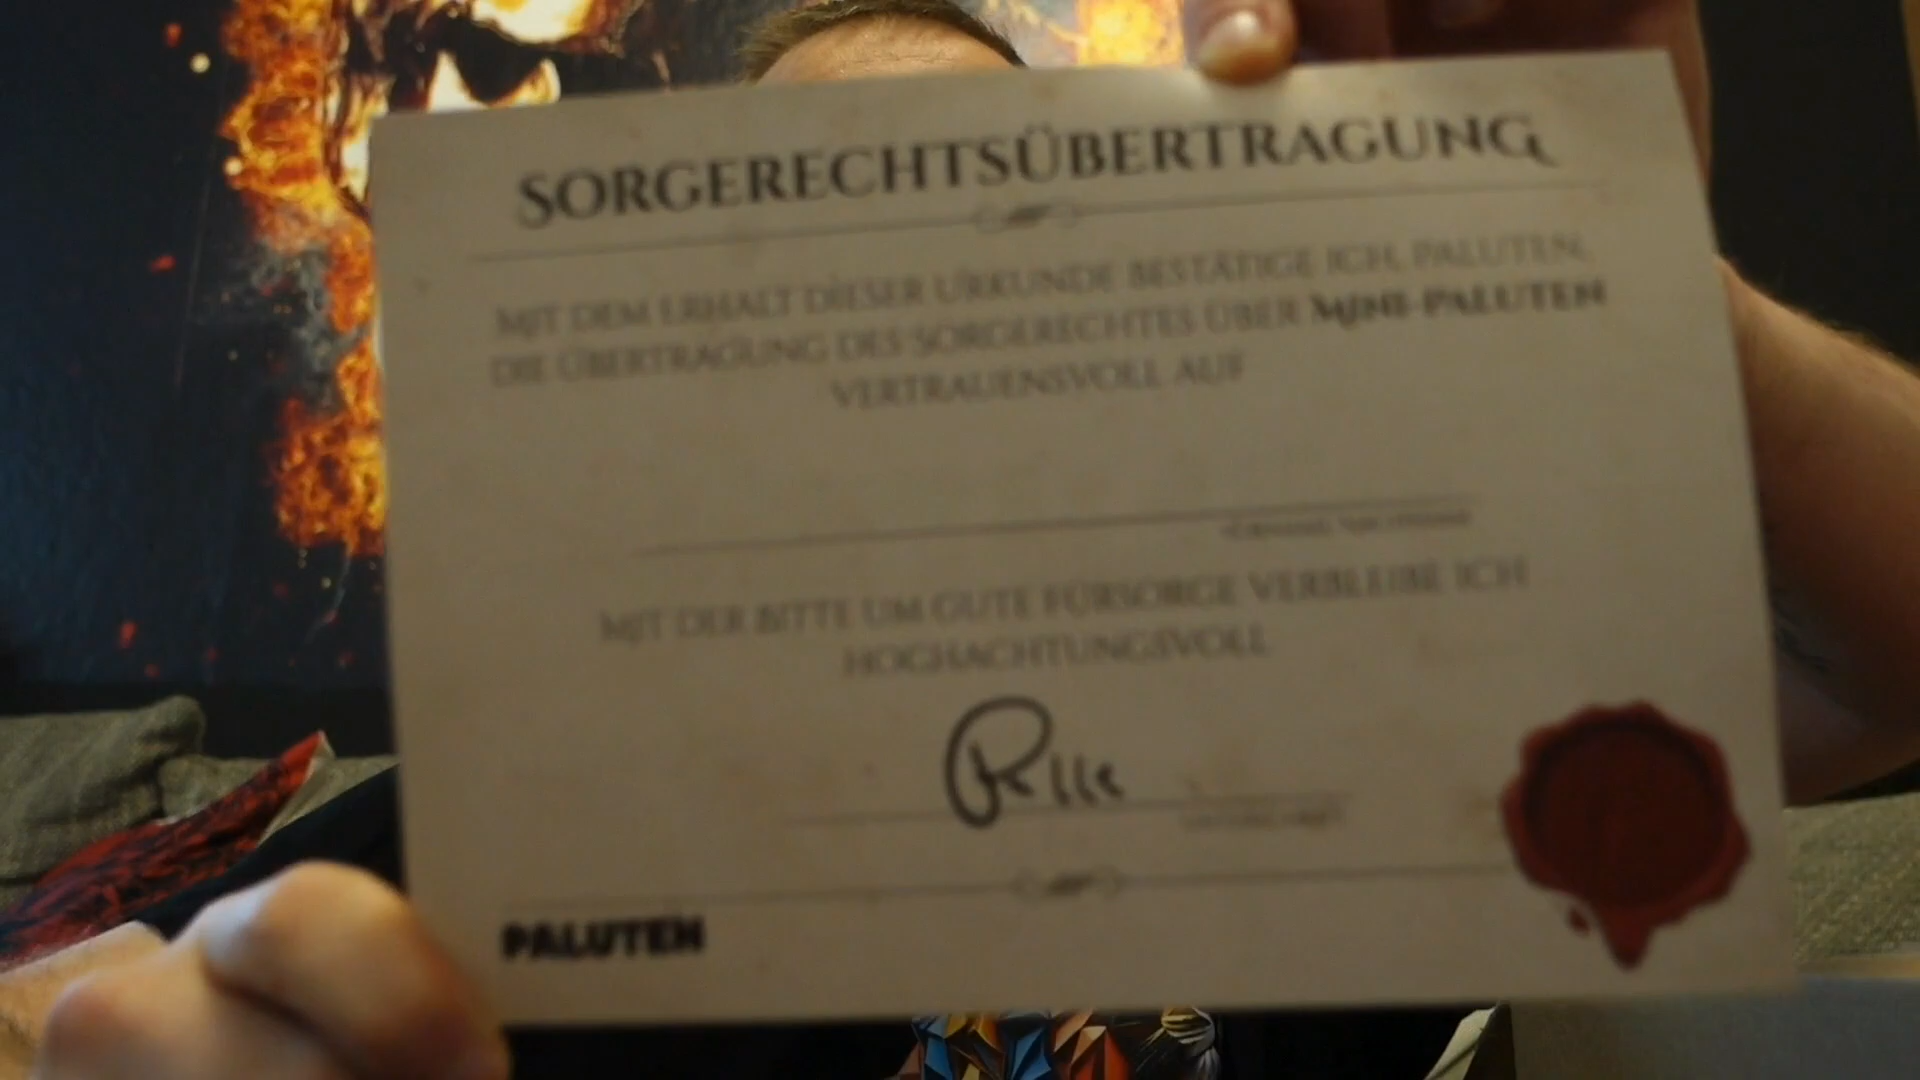 SORGERECHTSÜBERTRAGUNG
MIT DEM ERHALT DIESER URKUNDE BESTÄTIGE ICH, PALUTEN,
DIE ÜBERTRAGUNG DES SORGERECHTES ÜBER MINI-PALUTEN
VERTRAUENSVOLL AUF
MIT DER BITTE UM GUTE FÜRSORGE VERBLEIBE ICH
HOCHACHTUNGSVOLL
PALUTEN